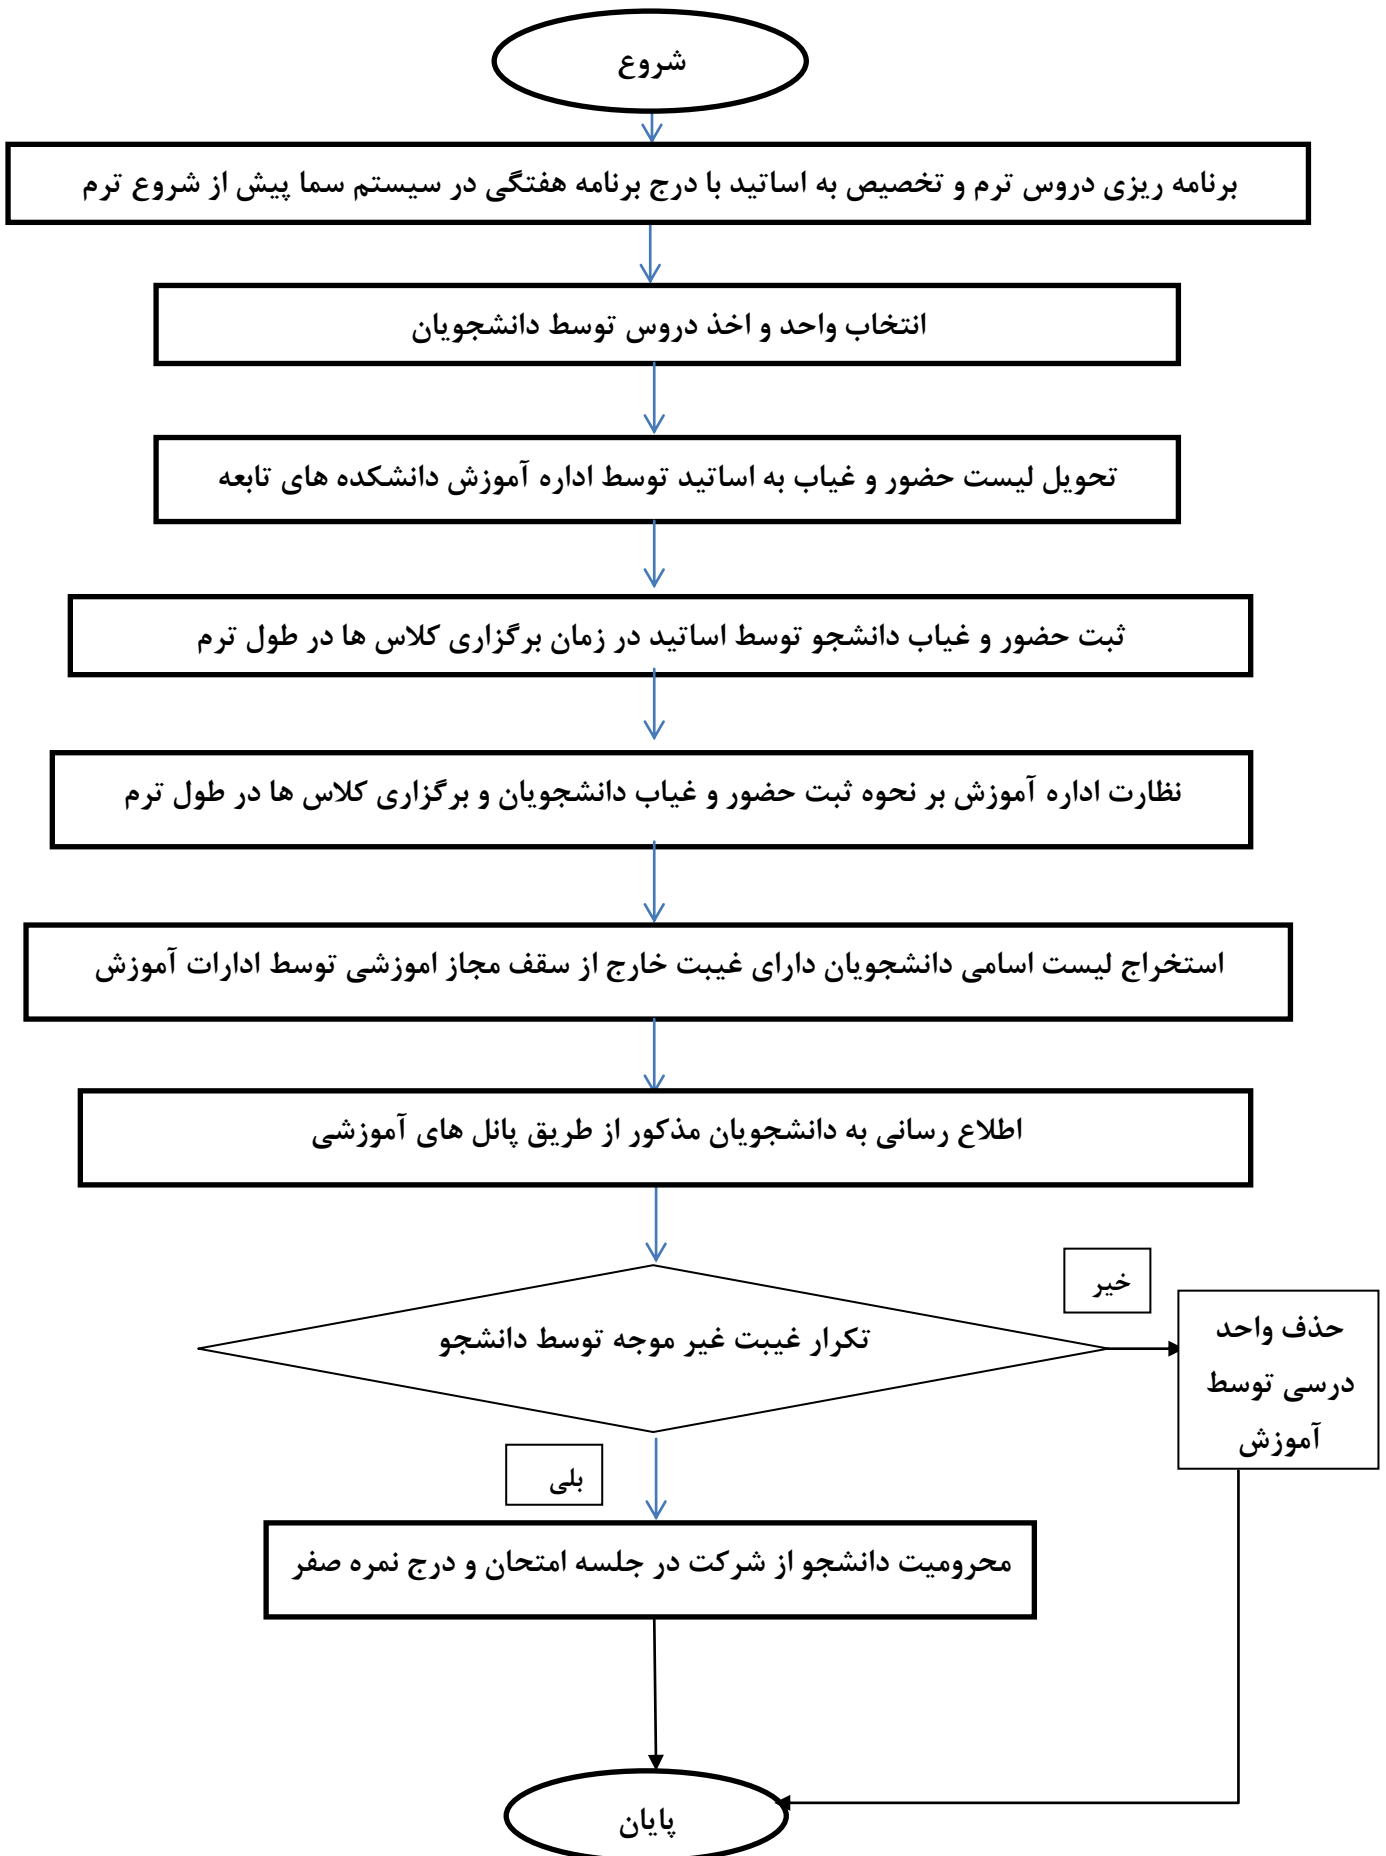 شروع
برنامه ریزی دروس ترم و تخصیص به اساتید با درج برنامه هفتگی در سیستم سما پیش از شروع ترم
انتخاب واحد و اخذ دروس توسط دانشجویان
تحویل لیست حضور و غیاب به اساتید توسط اداره آموزش دانشکده های تابعه
ثبت حضور و غیاب دانشجو توسط اساتید در زمان برگزاری کلاس ها در طول ترم
نظارت اداره آموزش بر نحوه ثبت حضور و غیاب دانشجویان و برگزاری کلاس ها در طول ترم
استخراج لیست اسامی دانشجویان دارای غیبت خارج از سقف مجاز اموزشی توسط ادارات آموزش
اطلاع رسانی به دانشجویان مذکور از طریق پانل های آموزشی
خیر
تکرار غیبت غیر موجه توسط دانشجو
حذف واحد
درسی توسط
آموزش
بلی
محرومیت دانشجو از شرکت در جلسه امتحان و درج نمره صفر
پایان